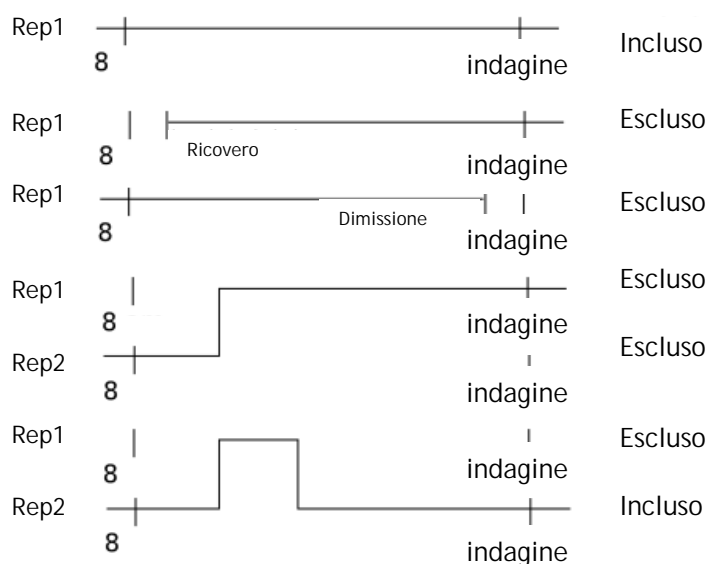 Rep1
8
indagine
Incluso
Rep1
8
Ricovero
indagine
Escluso
Rep1
8
Dimissione
indagine
Escluso
Rep1
8
indagine
Escluso
Rep2
8
indagine
Escluso
Rep1
8
indagine
Escluso
Rep2
8
indagine
Incluso